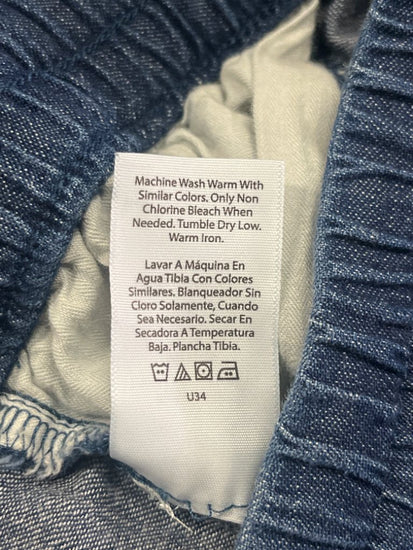 Machine Wash Warm With
Similar Colors. Only Non
Chlorine Bleach When
Needed. Tumble Dry Low.
Warm Iron.
Lavar A Máquina En
Agua Tibia Con Colores
Similares. Blanqueador Sin
Cloro Solamente, Cuando
Sea Necesario. Secar En
Secadora A Temperatura
Baja. Plancha Tibia.
U34